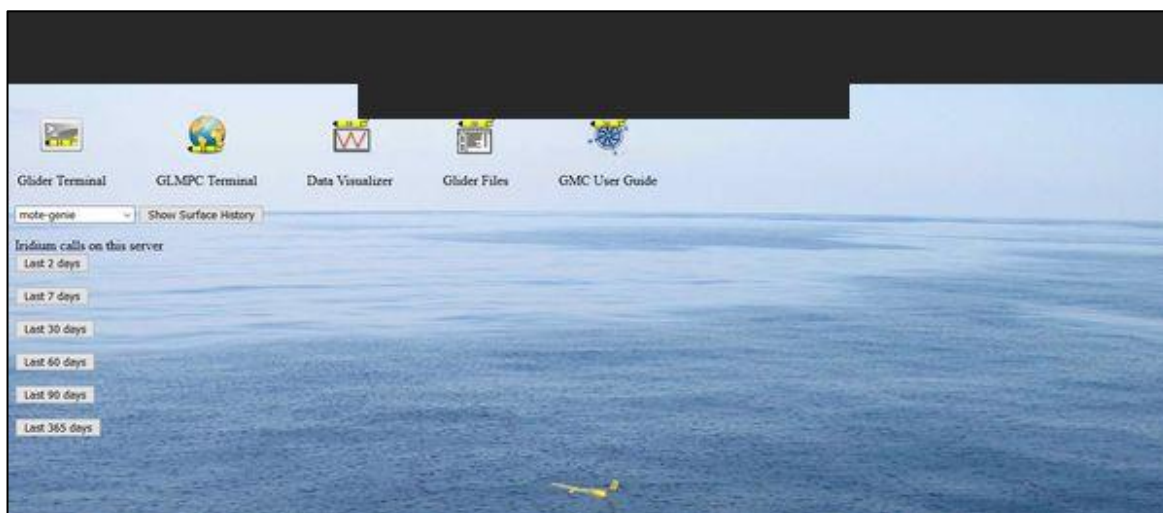 Glider Terminal GLMPC Terminal Data Visualizer Glider Files GMC User Guide
mote-genie Show Surface History
Iridium calls on this server
Last 2 days
Last 7 days
Last 30 days
Last 60 days
Last 90 days
Last 365 days